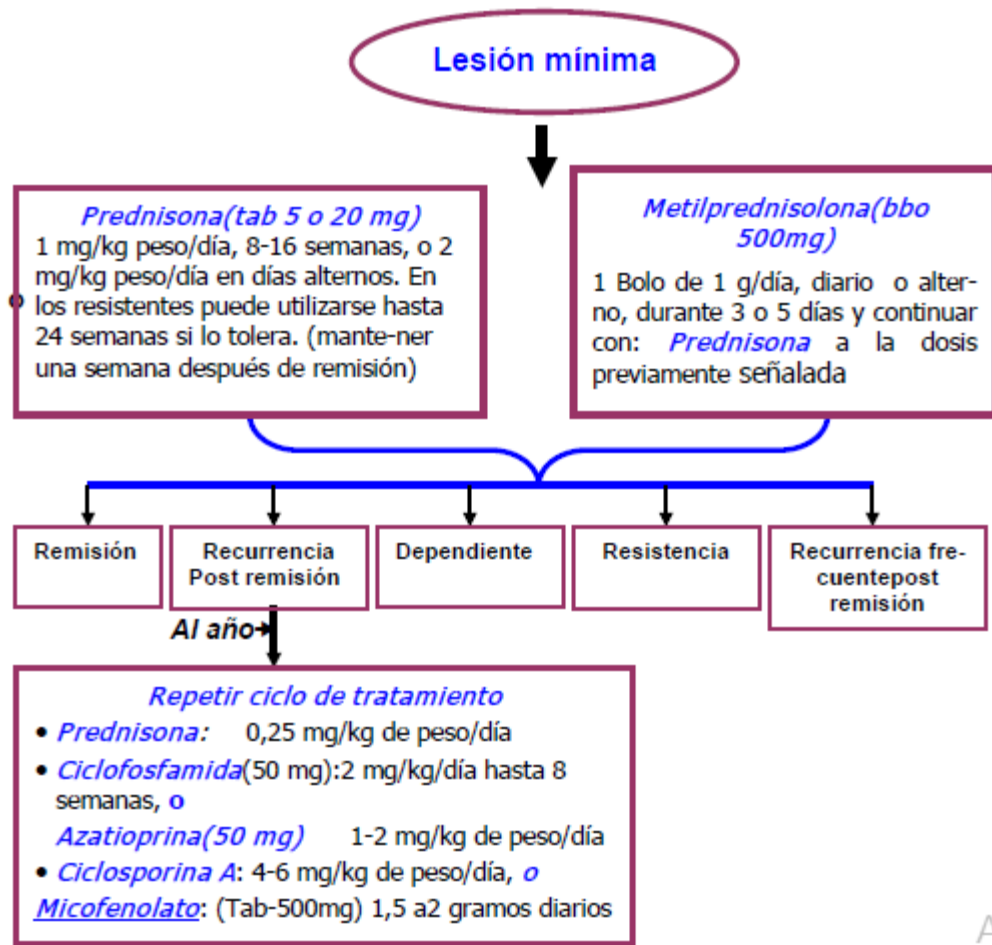 Lesión mínima
Prednisona(tab 5 o 20 mg)
1 mg/kg peso/día, 8-16 semanas, o 2
mg/kg peso/día en días alternos. En
los resistentes puede utilizarse hasta
24 semanas si lo tolera. (mante-ner
una semana después de remisión)
o
Metilprednisolona(bbo
500mg)
1 Bolo de 1 g/día, diario o alter-
no, durante 3 o 5 días y continuar
con: Prednisona a la dosis
previamente señalada
Remisión
Recurrencia
Post remisión
Dependiente
Resistencia
Recurrencia fre-
cuentepost
remisión
Al año
Repetir ciclo de tratamiento
• Prednisona: 0,25 mg/kg de peso/día
• Ciclofosfamida(50 mg):2 mg/kg/día hasta 8
semanas, o
Azatioprina(50 mg) 1-2 mg/kg de peso/día
• Ciclosporina A: 4-6 mg/kg de peso/día, o
Micofenolato: (Tab-500mg) 1,5 a2 gramos diarios
A